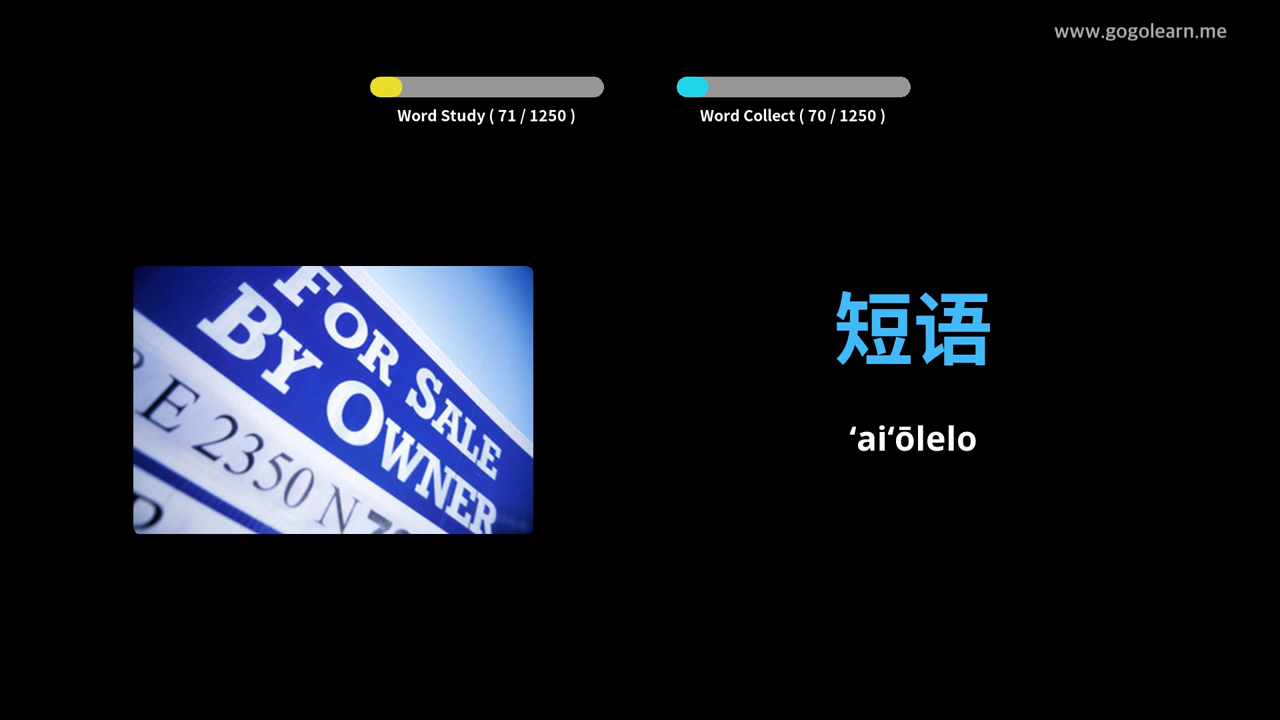 www.gogolearn.me
Word Study ( 71 / 1250 )
Word Collect ( 70 / 1250 )
FOR SALE
BY OWNER
E 2350 N
短语
ʻaiʻōlelo